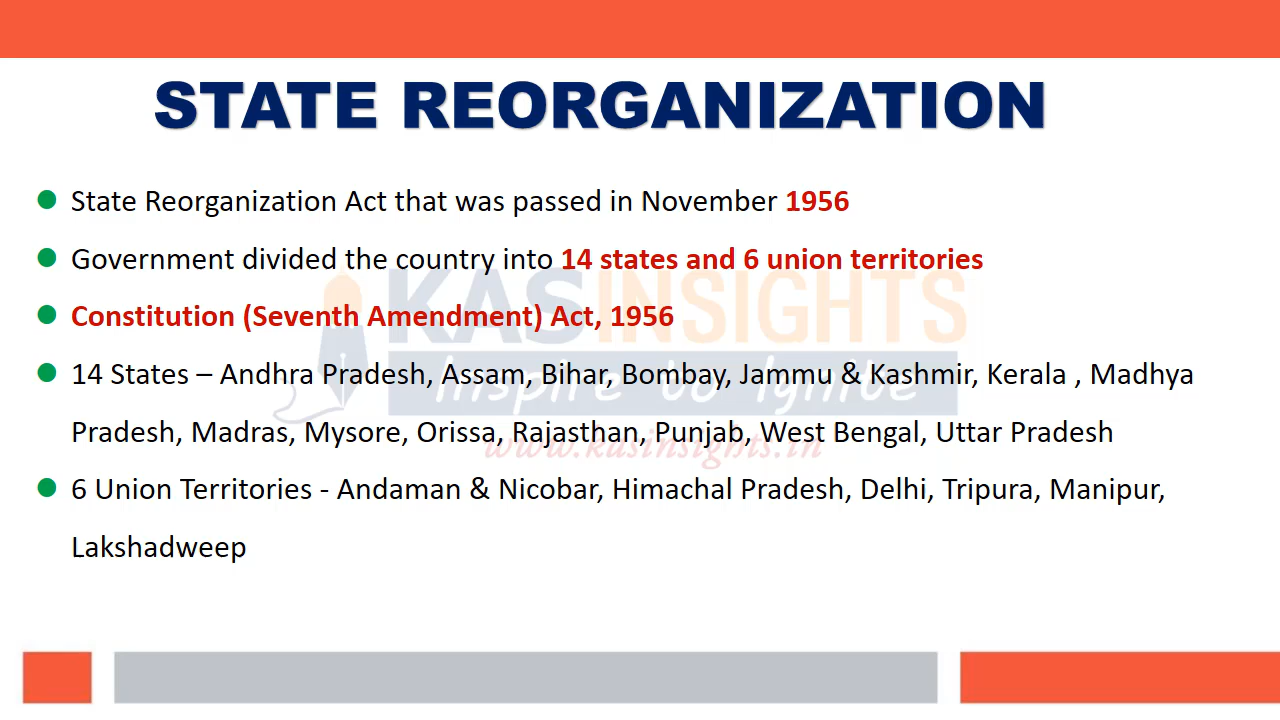 STATE REORGANIZATION
State Reorganization Act that was passed in November 1956
Government divided the country into 14 states and 6 union territories
KAS INSIGHTS
Constitution (Seventh Amendment) Act, 1956
14 States – Andhra Pradesh, Assam, Bihar, Bombay, Jammu & Kashmir, Kerala , Madhya
Inspire to Ignite
Pradesh, Madras, Mysore, Orissa, Rajasthan, Punjab, West Bengal, Uttar Pradesh
www.kasinsights.in
6 Union Territories - Andaman & Nicobar, Himachal Pradesh, Delhi, Tripura, Manipur,
Lakshadweep